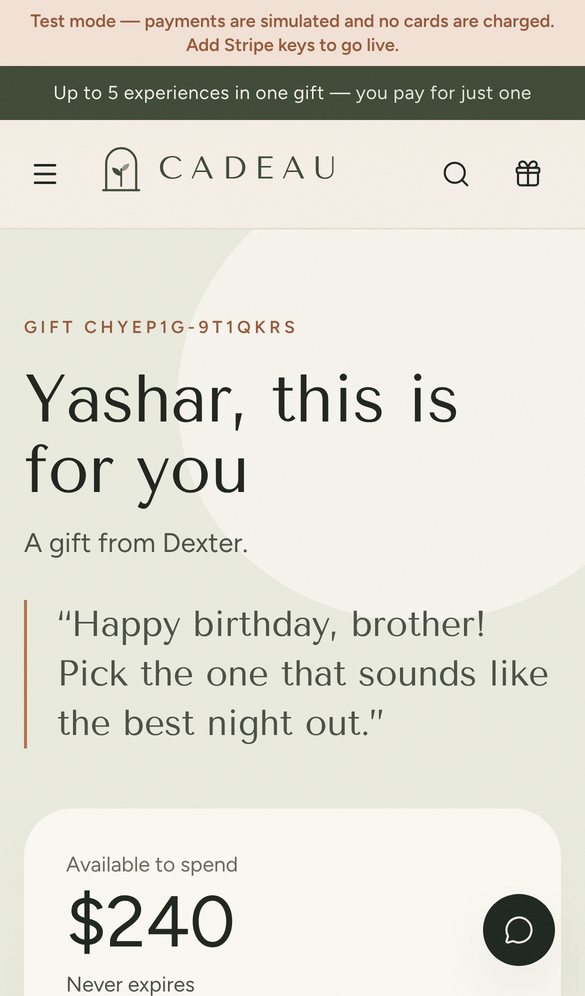 Test mode — payments are simulated and no cards are charged.
Add Stripe keys to go live.
Up to 5 experiences in one gift — you pay for just one
CADEAU
GIFT CHYEP1G-9T1QKRS
Yashar, this is
for you
A gift from Dexter.
“Happy birthday, brother!
Pick the one that sounds like
the best night out.”
Available to spend
$240
Never expires